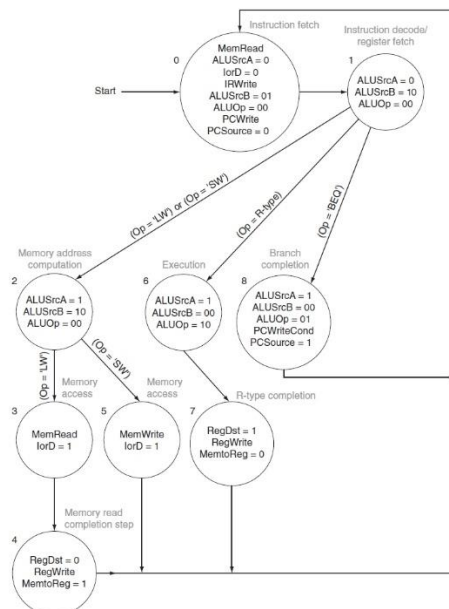 Instruction fetch
0
MemRead
ALUSrcA = 0
IorD = 0
IRWrite
ALUSrcB = 01
ALUOp = 00
PCWrite
PCSource = 0
Start
Instruction decode/
register fetch
1
ALUSrcA = 0
ALUSrcB = 10
ALUOp = 00
(Op = 'LW') or (Op = 'SW')
(Op = R-type)
(Op = 'BEQ')
Memory address
computation
2
ALUSrcA = 1
ALUSrcB = 10
ALUOp = 00
Execution
6
ALUSrcA = 1
ALUSrcB = 00
ALUOp = 10
Branch
completion
8
ALUSrcA = 1
ALUSrcB = 00
ALUOp = 01
PCWriteCond
PCSource = 1
(Op = 'LW')
(Op = 'SW')
Memory
access
3
MemRead
IorD = 1
Memory
access
5
MemWrite
IorD = 1
R-type completion
7
RegDst = 1
RegWrite
MemtoReg = 0
Memory read
completion step
4
RegDst = 0
RegWrite
MemtoReg = 1